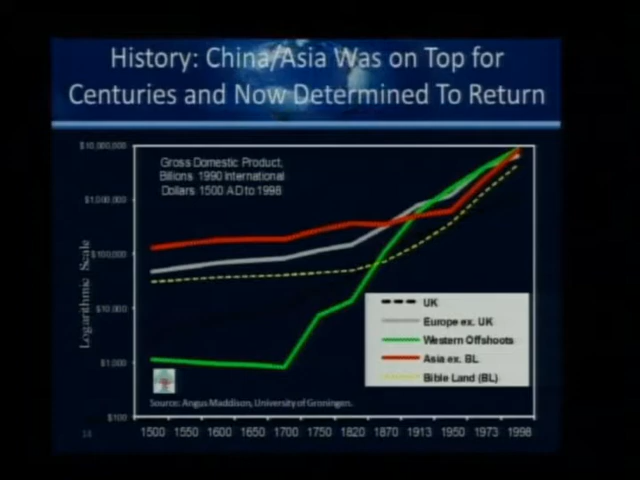 History: China/Asia Was on Top for
Centuries and Now Determined To Return
Gross Domestic Product,
Billions 1990 International
Dollars 1500 AD to 1998
$10,000,000
$1,000,000
$100,000
$10,000
$1,000
$100
Logarithmic Scale
UK
Europe ex. UK
Western Offshoots
Asia ex. BL
Bible Land (BL)
Source: Angus Maddison, University of Groningen.
1500 1550 1600 1650 1700 1750 1820 1870 1913 1950 1973 1998